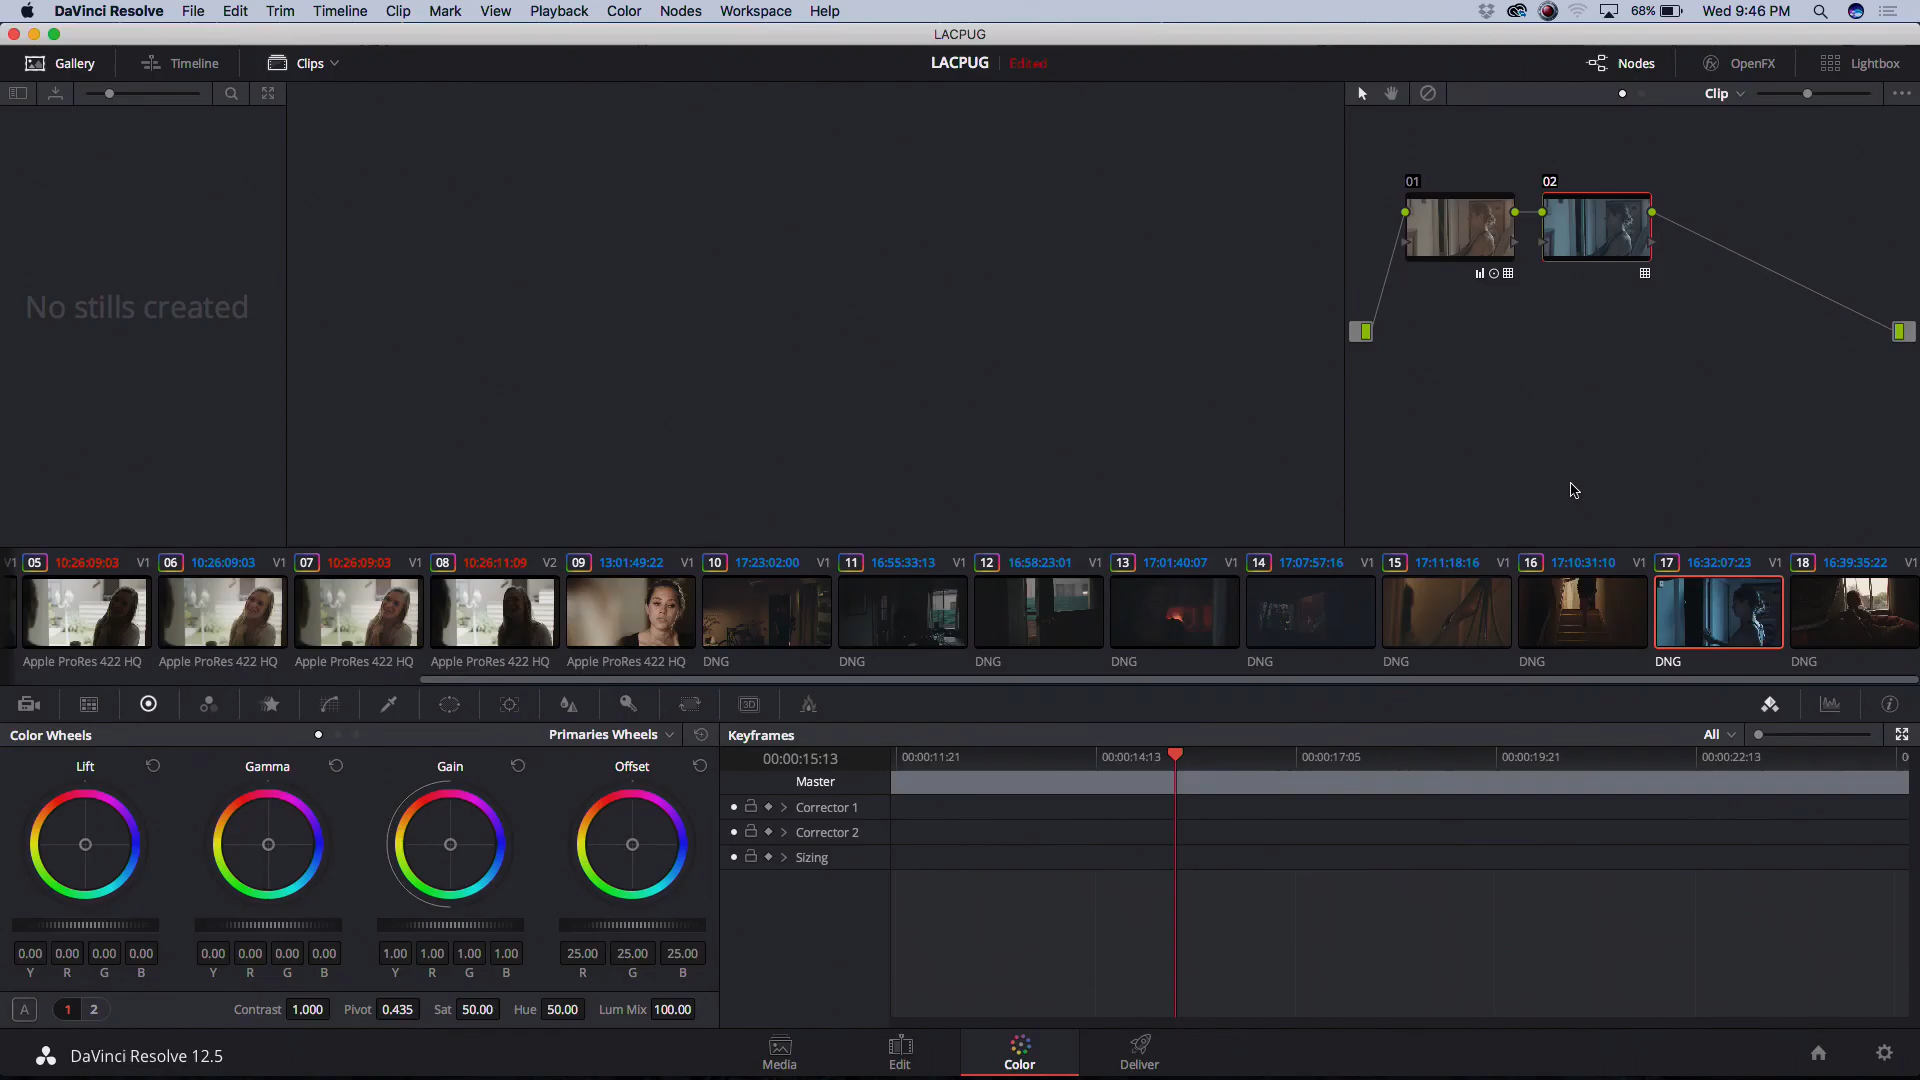 DaVinci Resolve File Edit Trim Timeline Clip Mark View Playback Color Nodes Workspace Help 68% Wed 9:46 PM
LACPUG
Gallery Timeline Clips LACPUG Edited Nodes OpenFX Lightbox
Clip
01 02
No stills created
V1 05 10:26:09:03 V1 06 10:26:09:03 V1 07 10:26:09:03 V1 08 10:26:11:09 V2 09 13:01:49:22 V1 10 17:23:02:00 V1 11 16:55:33:13 V1 12 16:58:23:01 V1 13 17:01:40:07 V1 14 17:07:57:16 V1 15 17:11:18:16 V1 16 17:10:31:10 V1 17 16:32:07:23 V1 18 16:39:35:22 V1
Apple ProRes 422 HQ Apple ProRes 422 HQ Apple ProRes 422 HQ Apple ProRes 422 HQ Apple ProRes 422 HQ DNG DNG DNG DNG DNG DNG DNG DNG DNG
3D
Color Wheels Primaries Wheels Keyframes All
Lift Gamma Gain Offset 00:00:15:13 00:00:11:21 00:00:14:13 00:00:17:05 00:00:19:21 00:00:22:13 0
Master
Corrector 1
Corrector 2
Sizing
0.00 0.00 0.00 0.00 0.00 0.00 0.00 0.00 1.00 1.00 1.00 1.00 25.00 25.00 25.00
Y R G B Y R G B Y R G B R G B
A 1 2 Contrast 1.000 Pivot 0.435 Sat 50.00 Hue 50.00 Lum Mix 100.00
DaVinci Resolve 12.5 Media Edit Color Deliver